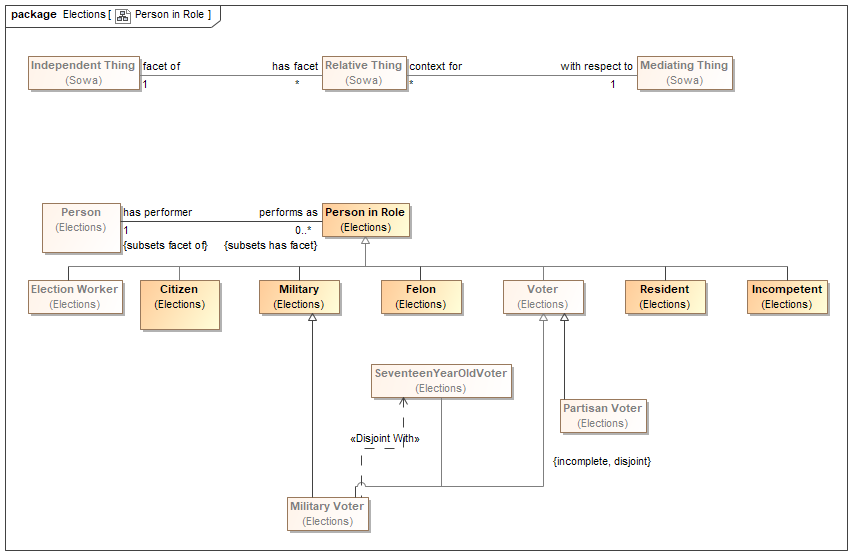 package Elections [ Person in Role ]
Independent Thing
(Sowa)
facet of
1
has facet
*
Relative Thing
(Sowa)
context for
*
with respect to
1
Mediating Thing
(Sowa)
Person
(Elections)
has performer
1
{subsets facet of}
performs as
0..*
{subsets has facet}
Person in Role
(Elections)
Election Worker
(Elections)
Citizen
(Elections)
Military
(Elections)
Felon
(Elections)
Voter
(Elections)
Resident
(Elections)
Incompetent
(Elections)
SeventeenYearOldVoter
(Elections)
Partisan Voter
(Elections)
«Disjoint With»
{incomplete, disjoint}
Military Voter
(Elections)